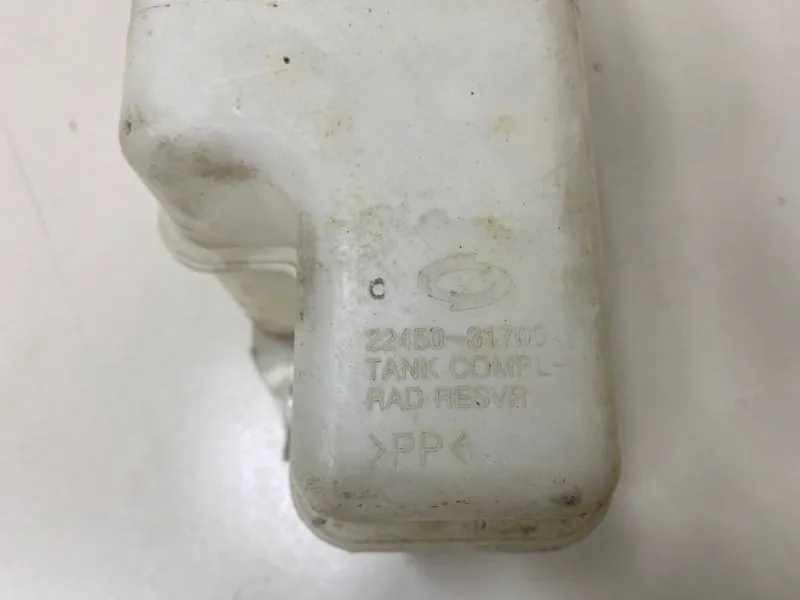 22450-31700
TANK COMPL-
RAD RESVR
>PP<